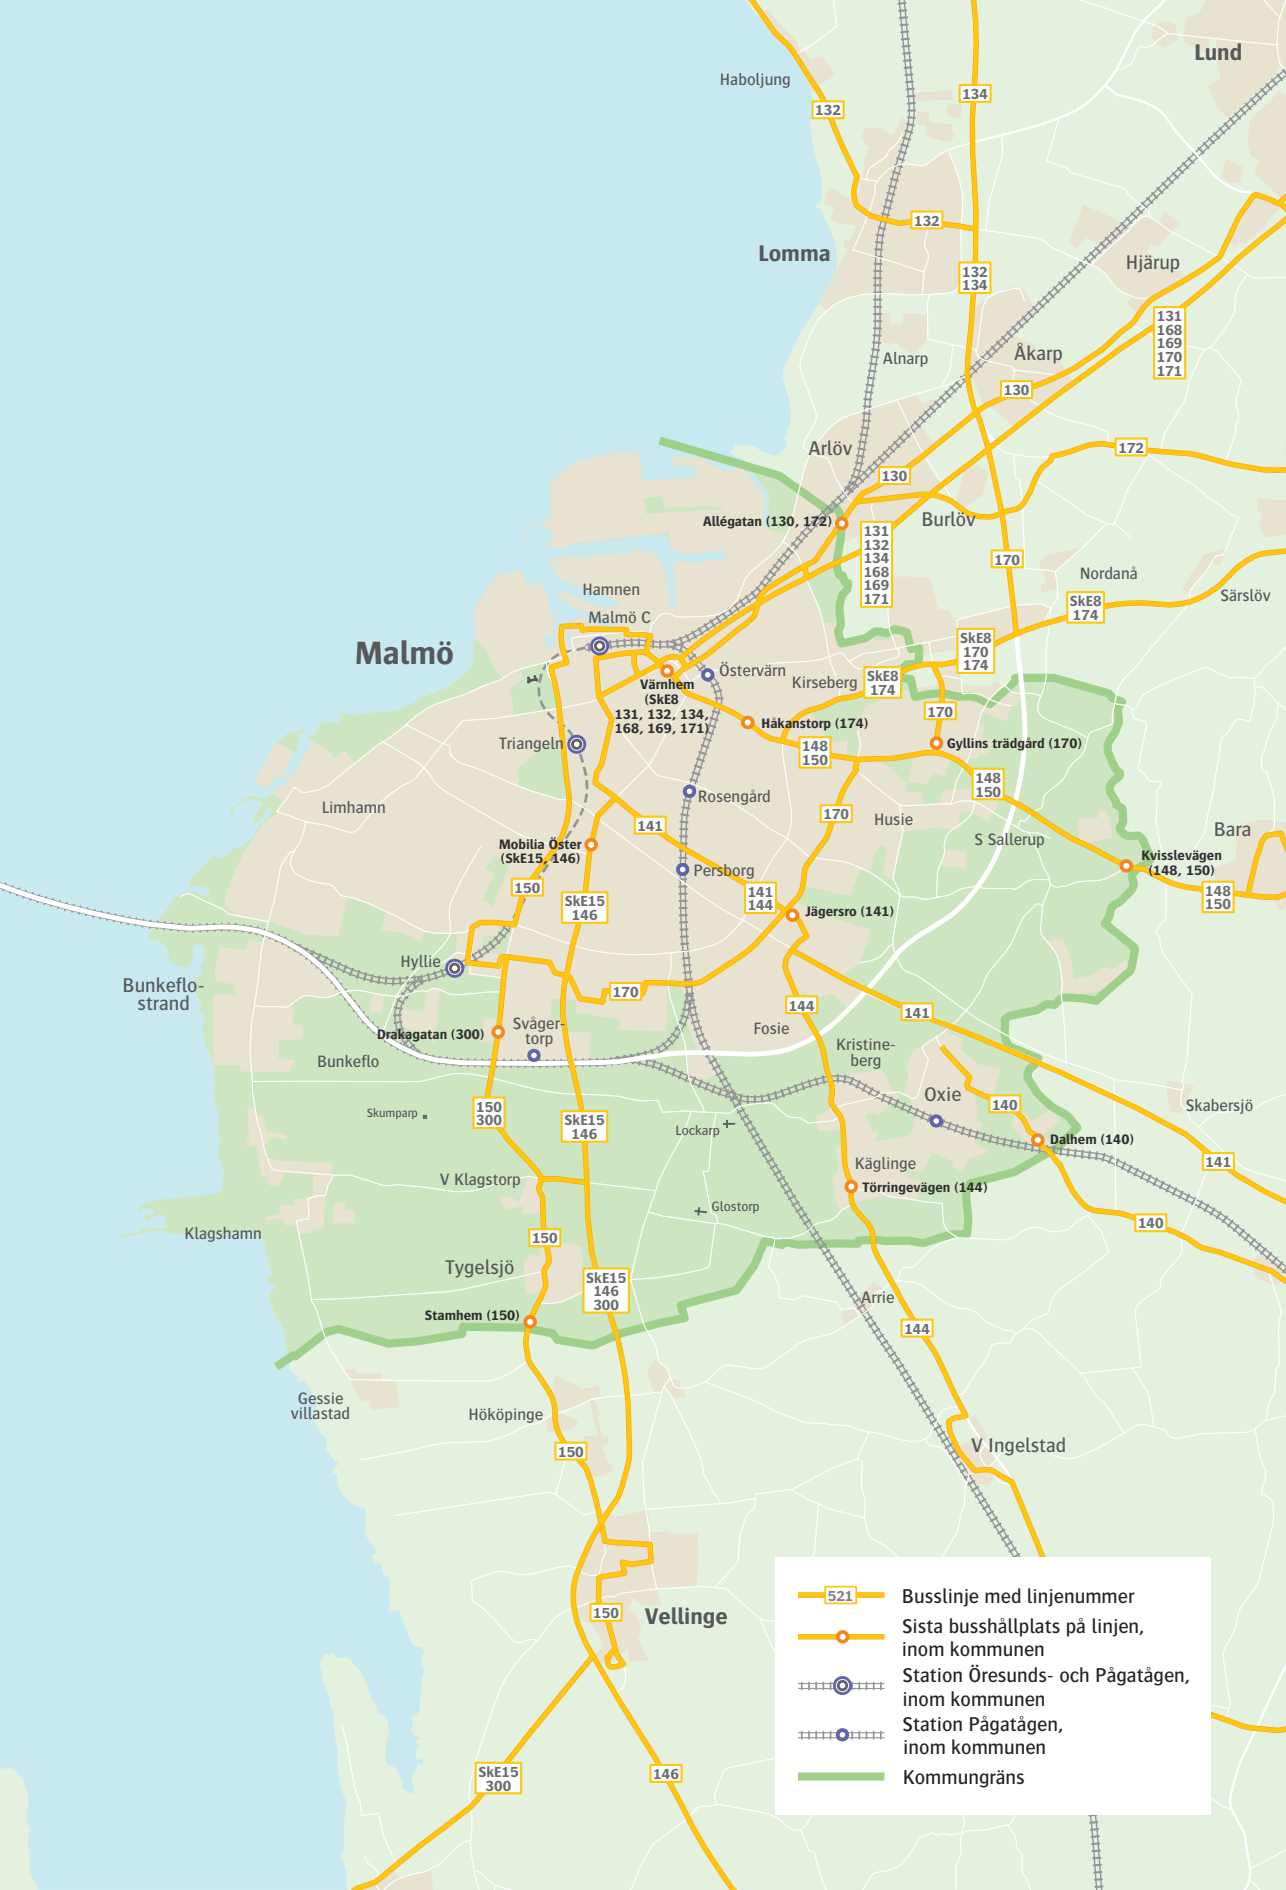 Lund
Haboljung
134
132
132
Lomma
Hjärup
132
134
131
168
169
170
171
Åkarp
Alnarp
130
Arlöv
172
130
Allégatan (130, 172)
Burlöv
131
132
134
168
169
171
170
Nordanå
Särslöv
Hamnen
SkE8
174
Malmö C
Malmö
SkE8
170
174
Östervärn
Kirseberg
SkE8
174
Värnhem
(SkE8
131, 132, 134,
168, 169, 171)
170
Håkanstorp (174)
Triangeln
148
150
Gyllins trädgård (170)
148
150
Rosengård
Limhamn
170
Husie
141
Bara
S Sallerup
Mobilia Öster
(SkE15, 146)
Kvisslevägen
(148, 150)
Persborg
150
141
144
148
150
SkE15
146
Jägersro (141)
Hyllie
Bunkeflo-
strand
170
144
141
Svåger-
torp
Drakagatan (300)
Fosie
Kristine-
berg
Bunkeflo
Oxie
140
Skabersjö
150
300
Skumparp
SkE15
146
Lockarp
Dalhem (140)
Käglinge
141
V Klagstorp
Törringevägen (144)
Glostorp
140
Klagshamn
150
Tygelsjö
SkE15
146
300
Arrie
Stamhem (150)
144
Gessie
villastad
Hököpinge
150
V Ingelstad
521
Busslinje med linjenummer
150
Vellinge
Sista busshållplats på linjen,
inom kommunen
Station Öresunds- och Pågatågen,
inom kommunen
Station Pågatågen,
inom kommunen
SkE15
300
146
Kommungräns